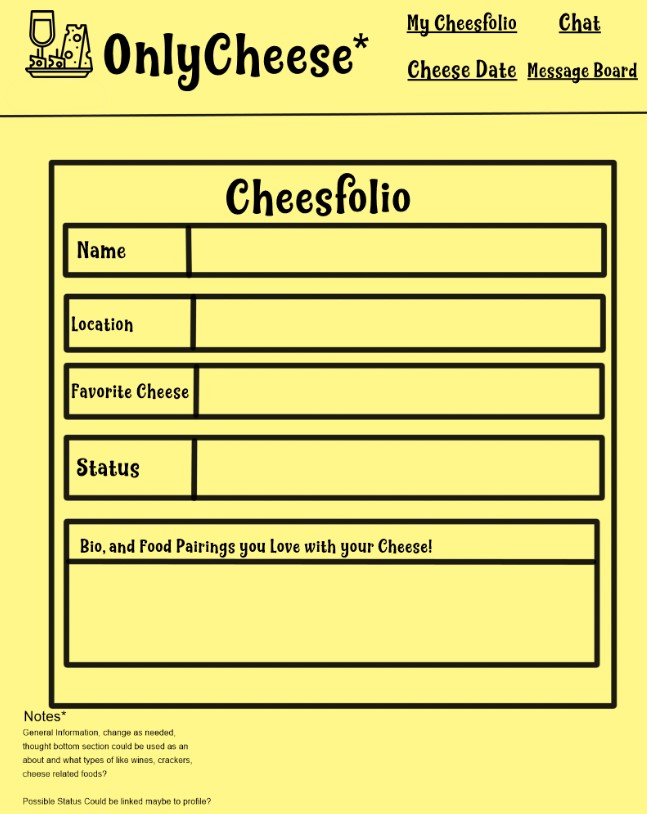 OnlyCheese*
My Cheesfolio Chat
Cheese Date Message Board
Cheesfolio
Name
Location
Favorite Cheese
Status
Bio, and Food Pairings you Love with your Cheese!
Notes*
General Information, change as needed,
thought bottom section could be used as an
about and what types of like wines, crackers,
cheese related foods?
Possible Status Could be linked maybe to profile?